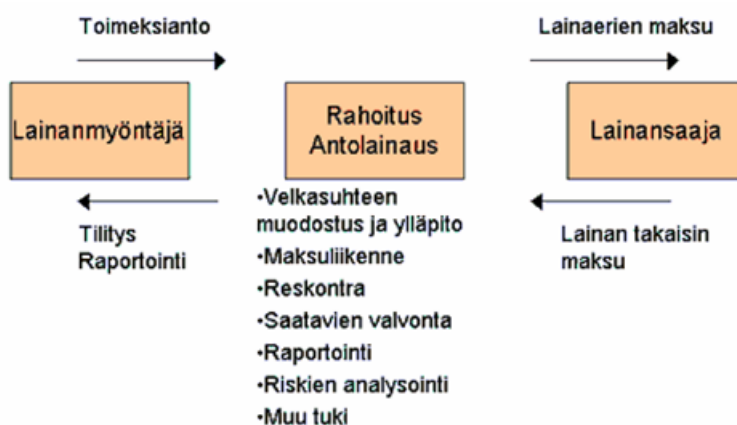 Toimeksianto
Lainaerien maksu
Lainanmyöntäjä
Rahoitus
Antolainaus
Lainansaaja
Tilitys
Raportointi
•Velkasuhteen
muodostus ja ylläpito
•Maksuliikenne
•Reskontra
•Saatavien valvonta
•Raportointi
•Riskien analysointi
•Muu tuki
Lainan takaisin
maksu